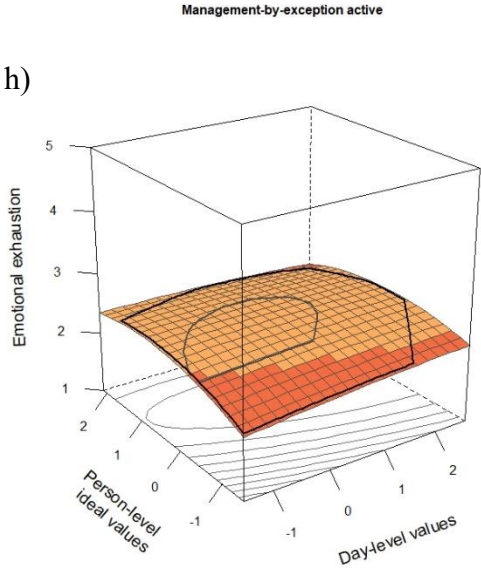 Management-by-exception active
h)
5
4
3
2
1
Emotional exhaustion
2
1
0
-1
Person-level
ideal values
-1
0
1
2
Day-level values